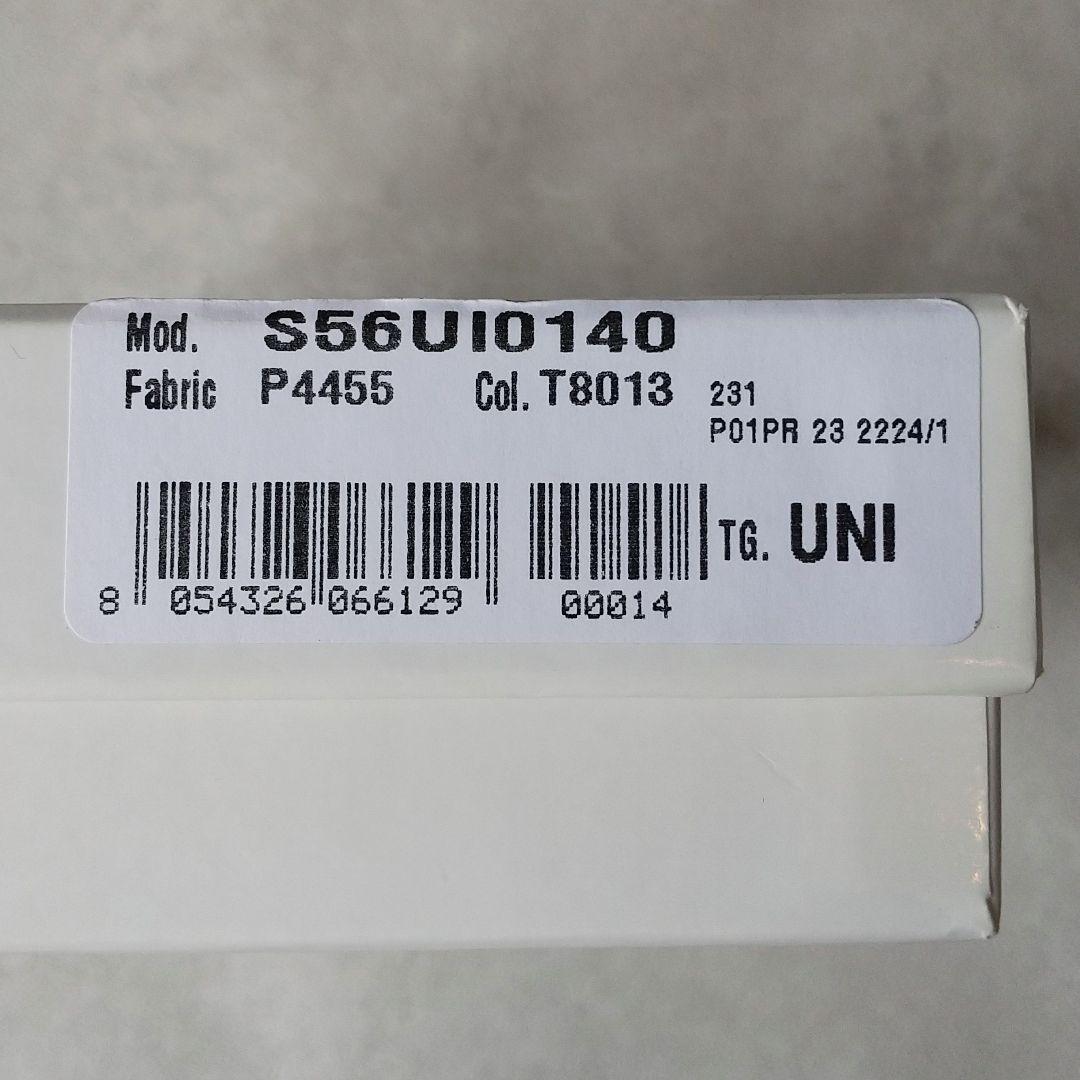 Mod. S56UI0140
Fabric P4455 Col. T8013 231
P01PR 23 2224/1
TG. UNI
8 054326 066129 00014